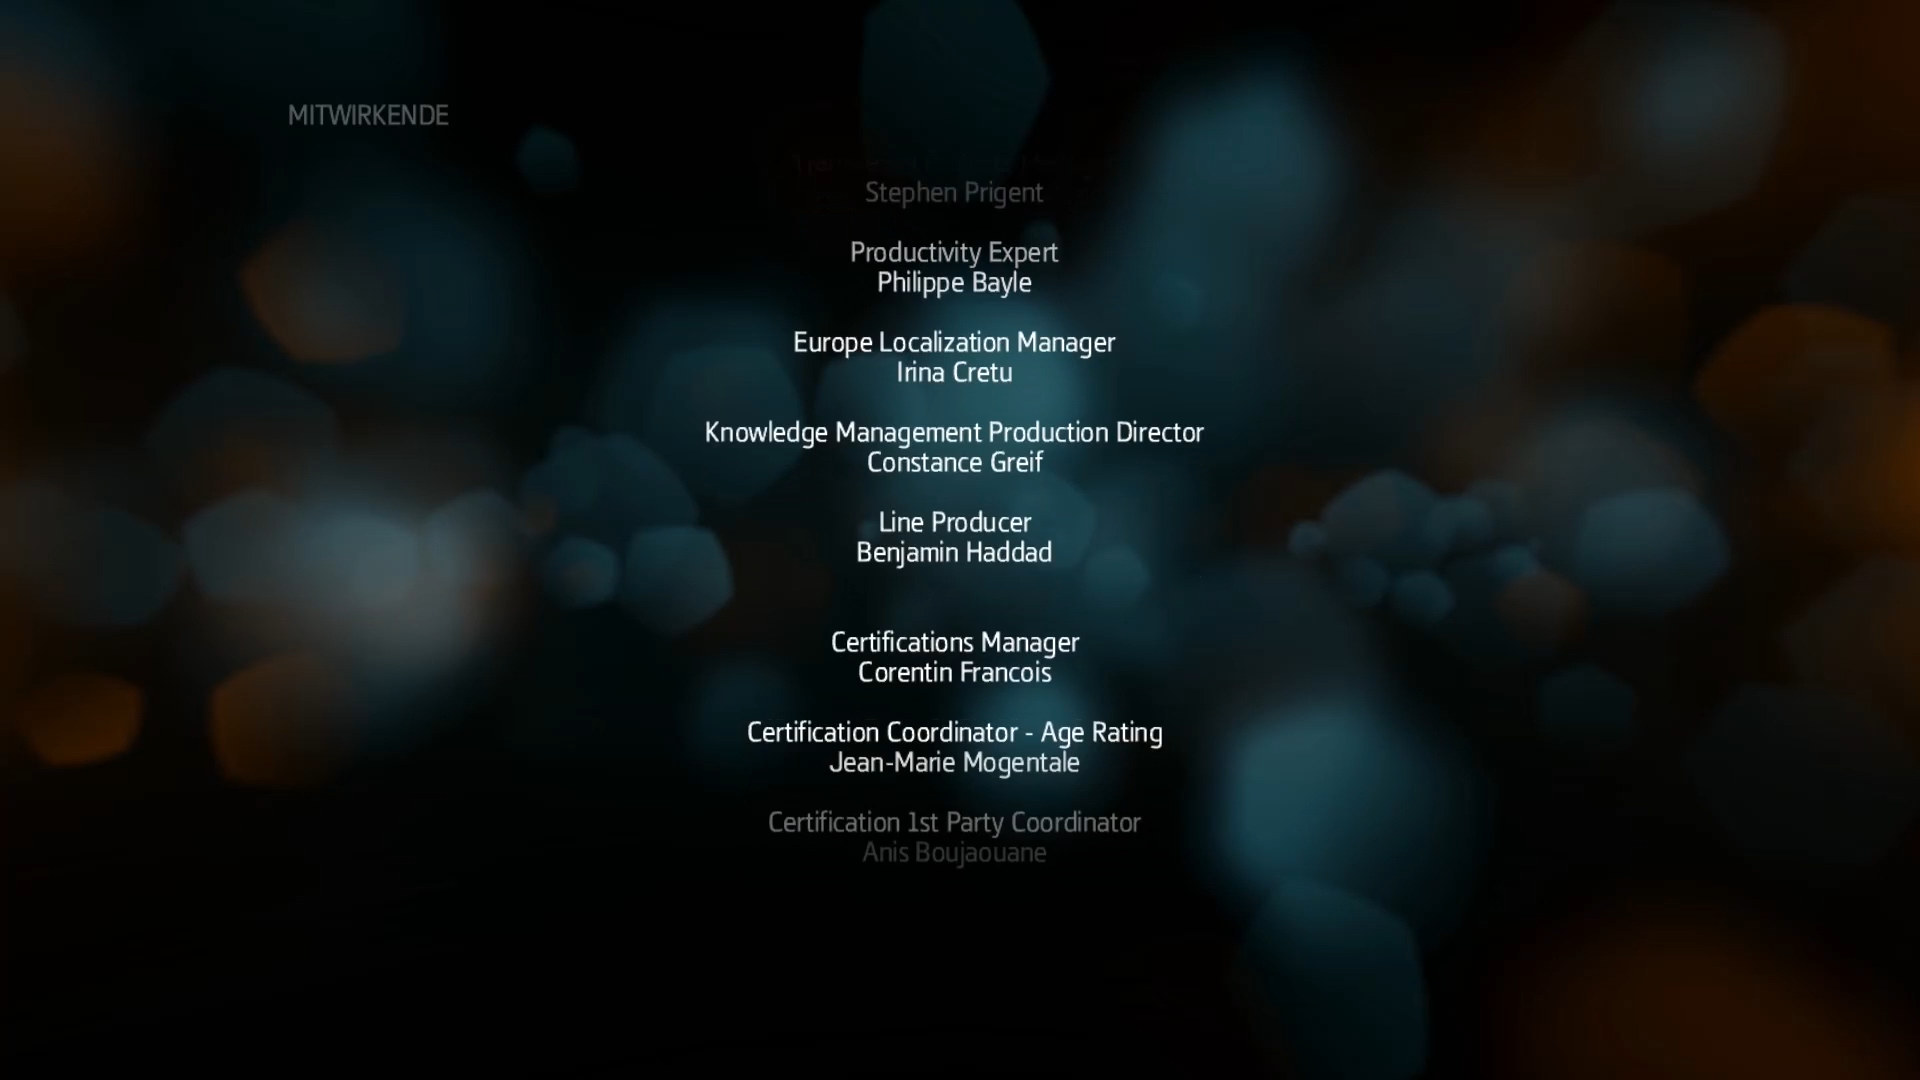 MITWIRKENDE
Stephen Prigent
Productivity Expert
Philippe Bayle
Europe Localization Manager
Irina Cretu
Knowledge Management Production Director
Constance Greif
Line Producer
Benjamin Haddad
Certifications Manager
Corentin Francois
Certification Coordinator - Age Rating
Jean-Marie Mogentale
Certification 1st Party Coordinator
Anis Boujaouane